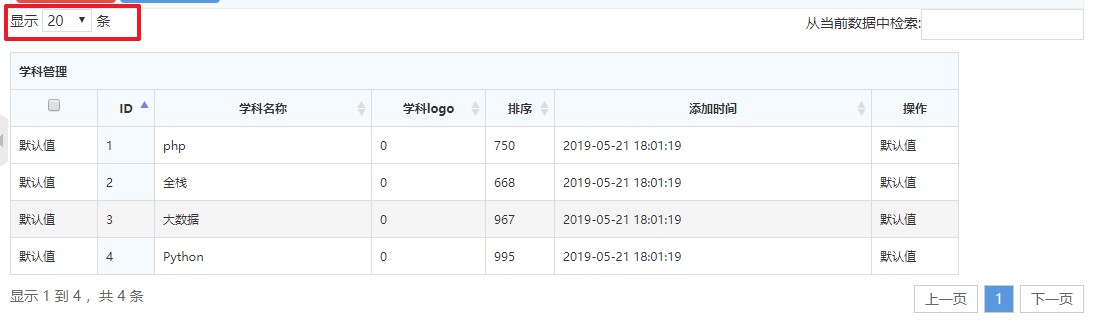 显示 20 条 从当前数据中检索:
学科管理
ID 学科名称 学科logo 排序 添加时间 操作
默认值 1 php 0 750 2019-05-21 18:01:19 默认值
默认值 2 全栈 0 668 2019-05-21 18:01:19 默认值
默认值 3 大数据 0 967 2019-05-21 18:01:19 默认值
默认值 4 Python 0 995 2019-05-21 18:01:19 默认值
显示 1 到 4 ，共 4 条 上一页 1 下一页